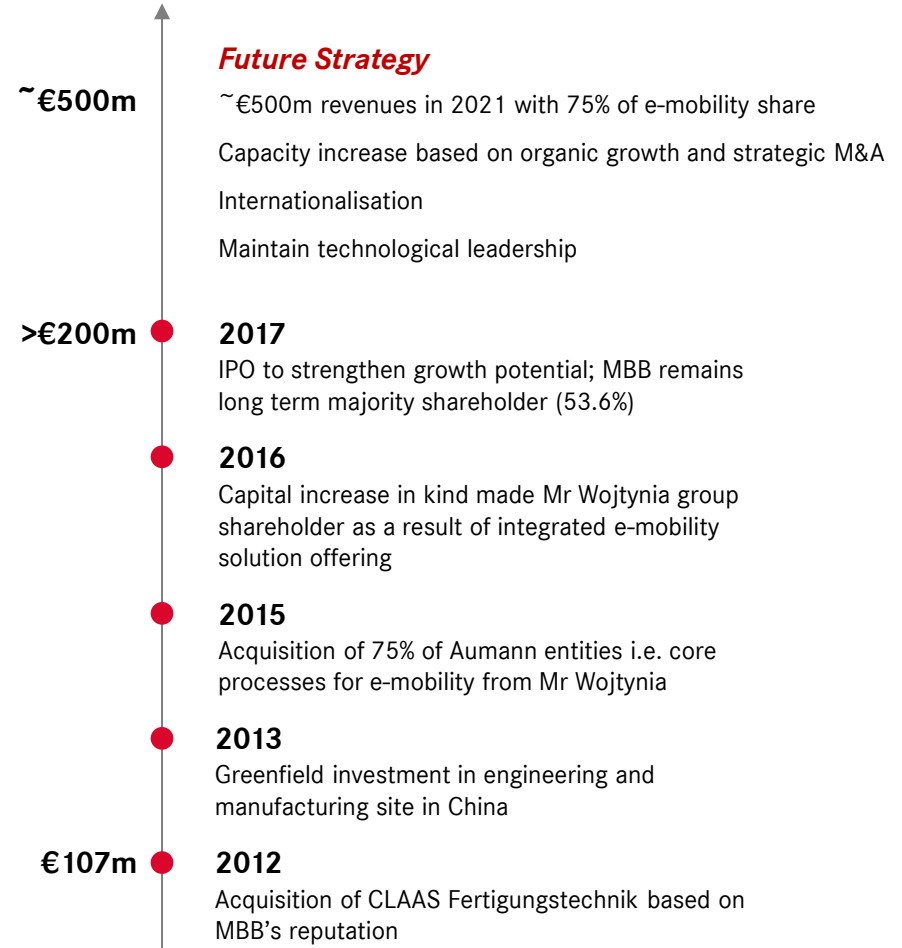 Future Strategy
~€500m
~€500m revenues in 2021 with 75% of e-mobility share
Capacity increase based on organic growth and strategic M&A
Internationalisation
Maintain technological leadership
>€200m
2017
IPO to strengthen growth potential; MBB remains
long term majority shareholder (53.6%)
2016
Capital increase in kind made Mr Wojtynia group
shareholder as a result of integrated e-mobility
solution offering
2015
Acquisition of 75% of Aumann entities i.e. core
processes for e-mobility from Mr Wojtynia
2013
Greenfield investment in engineering and
manufacturing site in China
€107m
2012
Acquisition of CLAAS Fertigungstechnik based on
MBB's reputation